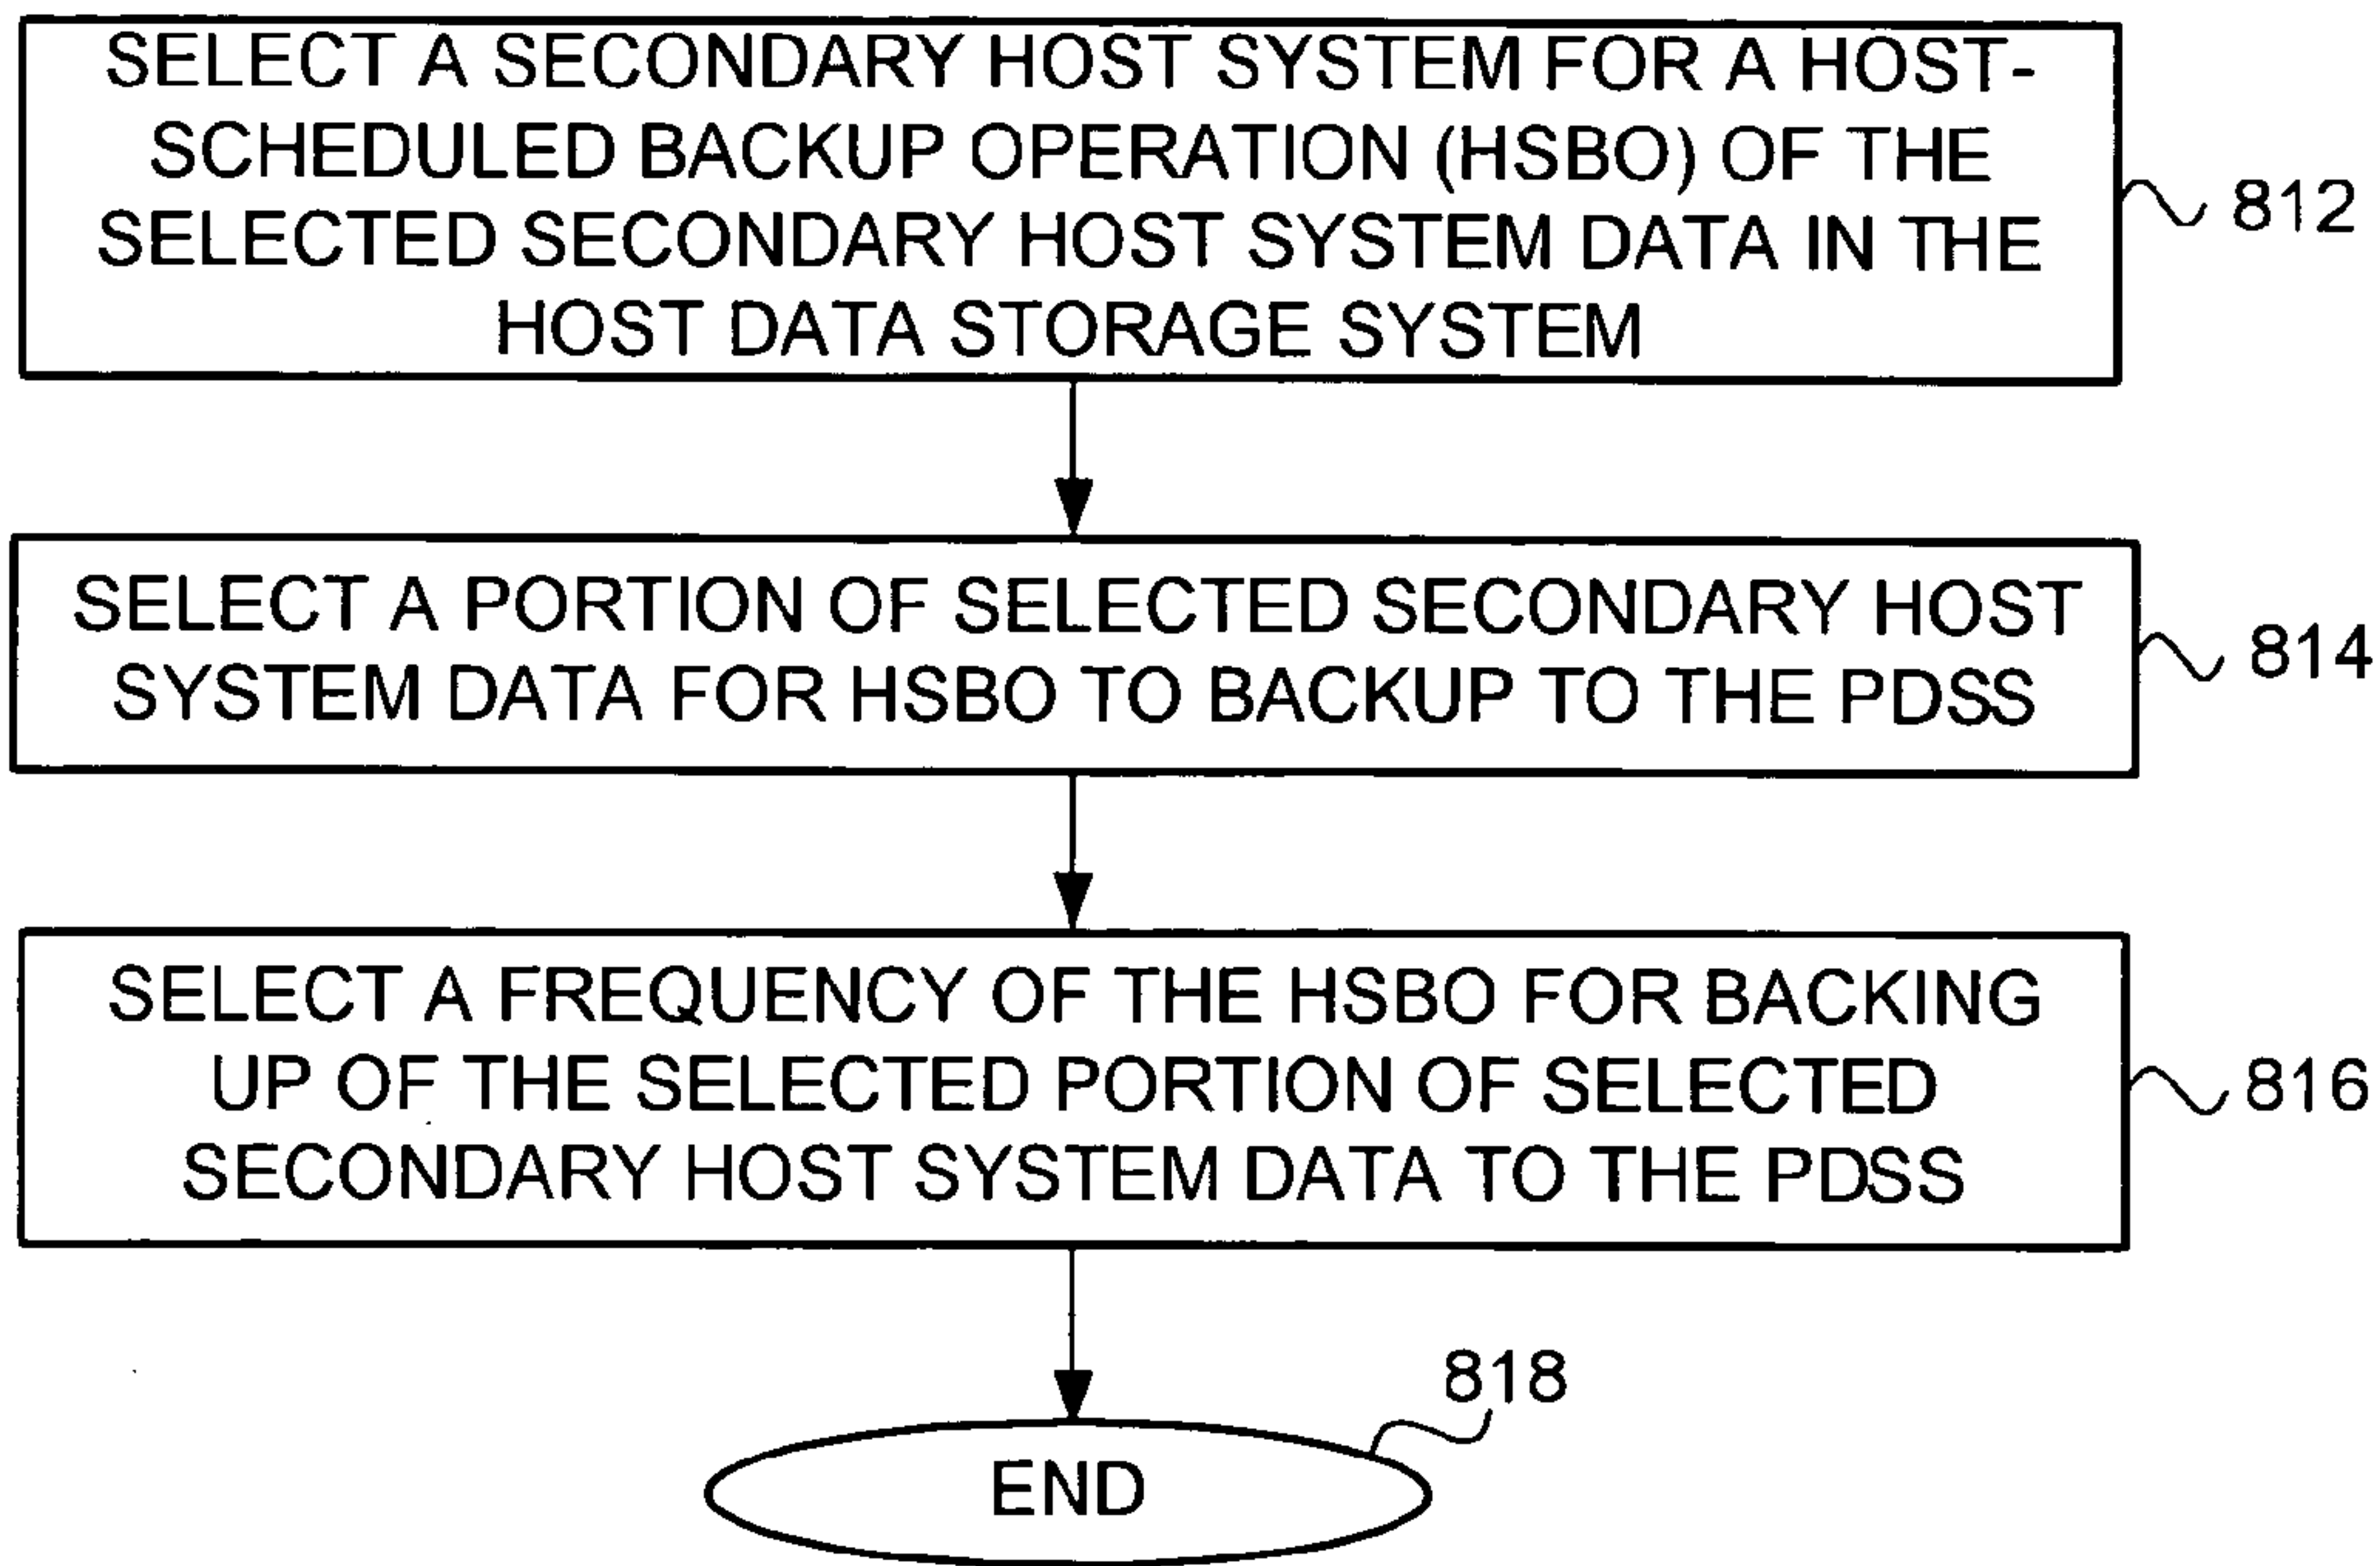 SELECT A SECONDARY HOST SYSTEM FOR A HOST-
SCHEDULED BACKUP OPERATION (HSBO) OF THE
SELECTED SECONDARY HOST SYSTEM DATA IN THE
HOST DATA STORAGE SYSTEM
812
SELECT A PORTION OF SELECTED SECONDARY HOST
SYSTEM DATA FOR HSBO TO BACKUP TO THE PDSS
814
SELECT A FREQUENCY OF THE HSBO FOR BACKING
UP OF THE SELECTED PORTION OF SELECTED
SECONDARY HOST SYSTEM DATA TO THE PDSS
816
818
END